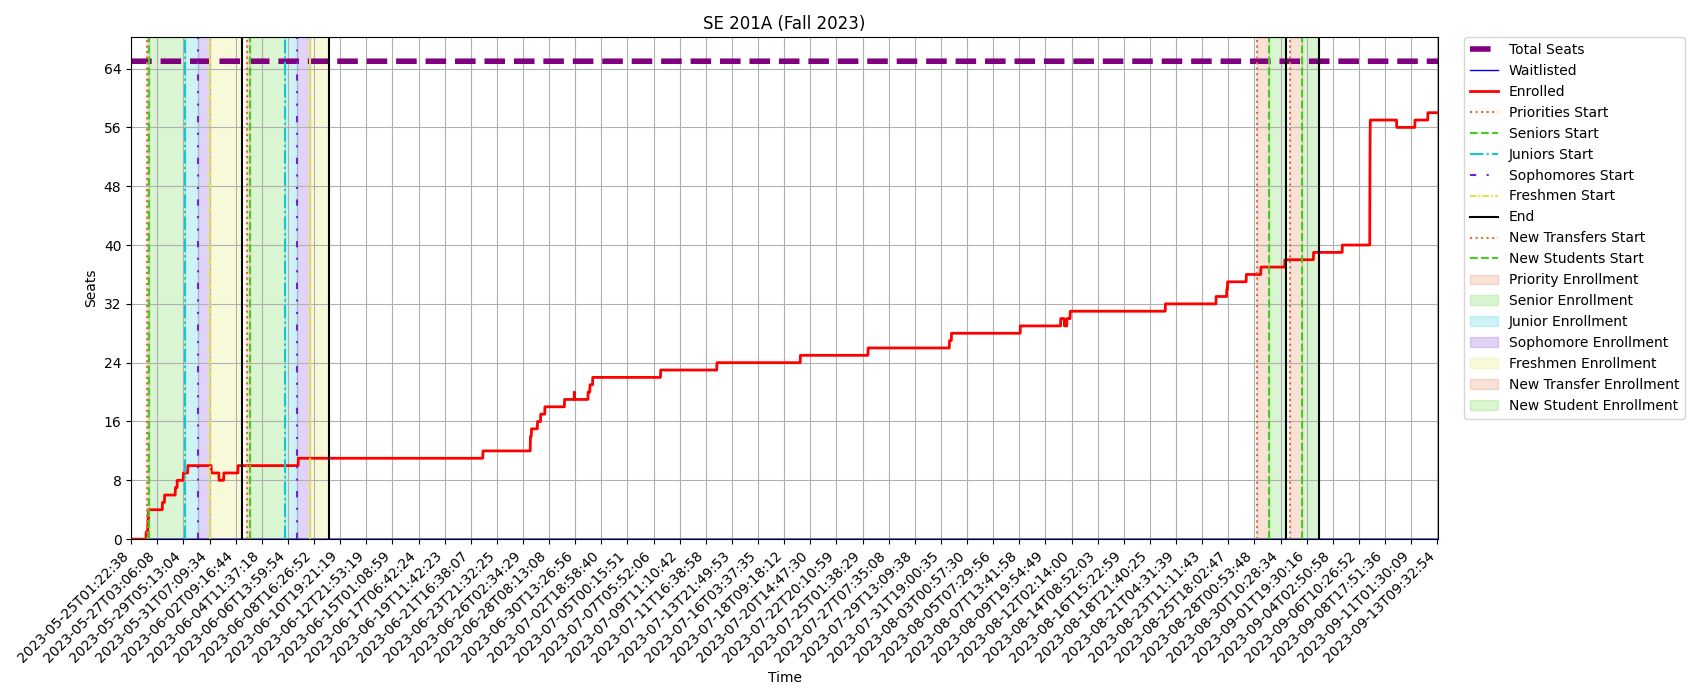 SE 201A (Fall 2023)
64
56
48
40
32
24
16
8
0
Seats
2023-05-25T01:22:38
2023-05-27T03:06:08
2023-05-29T05:13:04
2023-05-31T07:09:34
2023-06-02T09:16:44
2023-06-04T11:37:18
2023-06-06T13:59:54
2023-06-08T16:26:52
2023-06-10T19:21:19
2023-06-12T21:53:19
2023-06-15T01:08:59
2023-06-17T06:42:24
2023-06-19T11:42:23
2023-06-21T16:38:07
2023-06-23T21:32:25
2023-06-26T02:34:29
2023-06-28T08:13:08
2023-06-30T13:26:56
2023-07-02T18:58:40
2023-07-05T00:15:51
2023-07-07T05:52:06
2023-07-09T11:10:42
2023-07-11T16:38:58
2023-07-13T21:49:53
2023-07-16T03:37:35
2023-07-18T09:18:12
2023-07-20T14:47:30
2023-07-22T20:10:59
2023-07-25T01:38:29
2023-07-27T07:35:08
2023-07-29T13:09:38
2023-07-31T19:00:35
2023-08-03T00:57:30
2023-08-05T07:29:56
2023-08-07T13:41:58
2023-08-09T19:54:49
2023-08-12T02:14:00
2023-08-14T08:52:03
2023-08-16T15:22:59
2023-08-18T21:40:25
2023-08-21T04:31:39
2023-08-23T11:11:43
2023-08-25T18:02:47
2023-08-28T00:53:48
2023-08-30T10:28:34
2023-09-01T19:30:16
2023-09-04T02:50:58
2023-09-06T10:26:52
2023-09-08T17:51:36
2023-09-11T01:30:09
2023-09-13T09:32:54
Time
Total Seats
Waitlisted
Enrolled
Priorities Start
Seniors Start
Juniors Start
Sophomores Start
Freshmen Start
End
New Transfers Start
New Students Start
Priority Enrollment
Senior Enrollment
Junior Enrollment
Sophomore Enrollment
Freshmen Enrollment
New Transfer Enrollment
New Student Enrollment